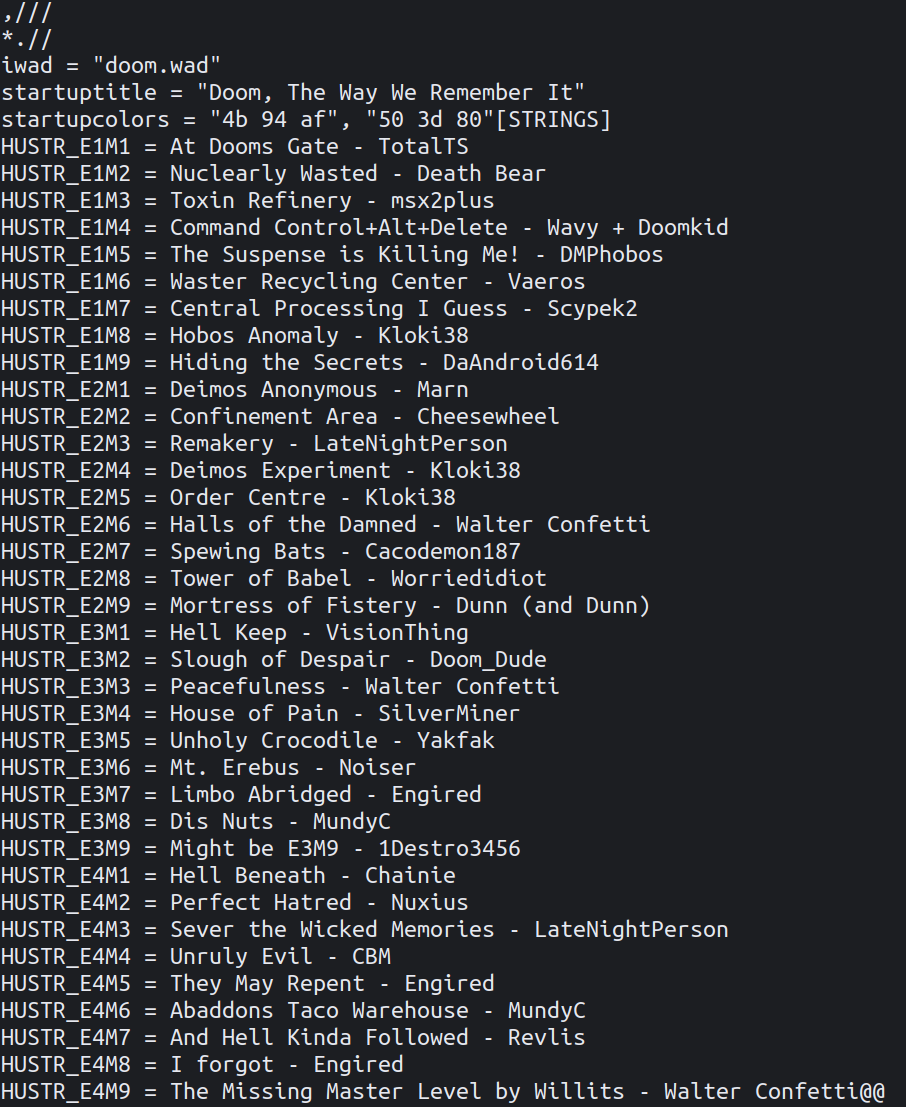 ,///
*.//
iwad = "doom.wad"
startuptitle = "Doom, The Way We Remember It"
startupcolors = "4b 94 af", "50 3d 80"[STRINGS]
HUSTR_E1M1 = At Dooms Gate - TotalTS
HUSTR_E1M2 = Nuclearly Wasted - Death Bear
HUSTR_E1M3 = Toxin Refinery - msx2plus
HUSTR_E1M4 = Command Control+Alt+Delete - Wavy + Doomkid
HUSTR_E1M5 = The Suspense is Killing Me! - DMPhobos
HUSTR_E1M6 = Waster Recycling Center - Vaeros
HUSTR_E1M7 = Central Processing I Guess - Scypek2
HUSTR_E1M8 = Hobos Anomaly - Kloki38
HUSTR_E1M9 = Hiding the Secrets - DaAndroid614
HUSTR_E2M1 = Deimos Anonymous - Marn
HUSTR_E2M2 = Confinement Area - Cheesewheel
HUSTR_E2M3 = Remakery - LateNightPerson
HUSTR_E2M4 = Deimos Experiment - Kloki38
HUSTR_E2M5 = Order Centre - Kloki38
HUSTR_E2M6 = Halls of the Damned - Walter Confetti
HUSTR_E2M7 = Spewing Bats - Cacodemon187
HUSTR_E2M8 = Tower of Babel - Worriedidiot
HUSTR_E2M9 = Mortress of Fistery - Dunn (and Dunn)
HUSTR_E3M1 = Hell Keep - VisionThing
HUSTR_E3M2 = Slough of Despair - Doom_Dude
HUSTR_E3M3 = Peacefulness - Walter Confetti
HUSTR_E3M4 = House of Pain - SilverMiner
HUSTR_E3M5 = Unholy Crocodile - Yakfak
HUSTR_E3M6 = Mt. Erebus - Noiser
HUSTR_E3M7 = Limbo Abridged - Engired
HUSTR_E3M8 = Dis Nuts - MundyC
HUSTR_E3M9 = Might be E3M9 - 1Destro3456
HUSTR_E4M1 = Hell Beneath - Chainie
HUSTR_E4M2 = Perfect Hatred - Nuxius
HUSTR_E4M3 = Sever the Wicked Memories - LateNightPerson
HUSTR_E4M4 = Unruly Evil - CBM
HUSTR_E4M5 = They May Repent - Engired
HUSTR_E4M6 = Abaddons Taco Warehouse - MundyC
HUSTR_E4M7 = And Hell Kinda Followed - Revlis
HUSTR_E4M8 = I forgot - Engired
HUSTR_E4M9 = The Missing Master Level by Willits - Walter Confetti@@